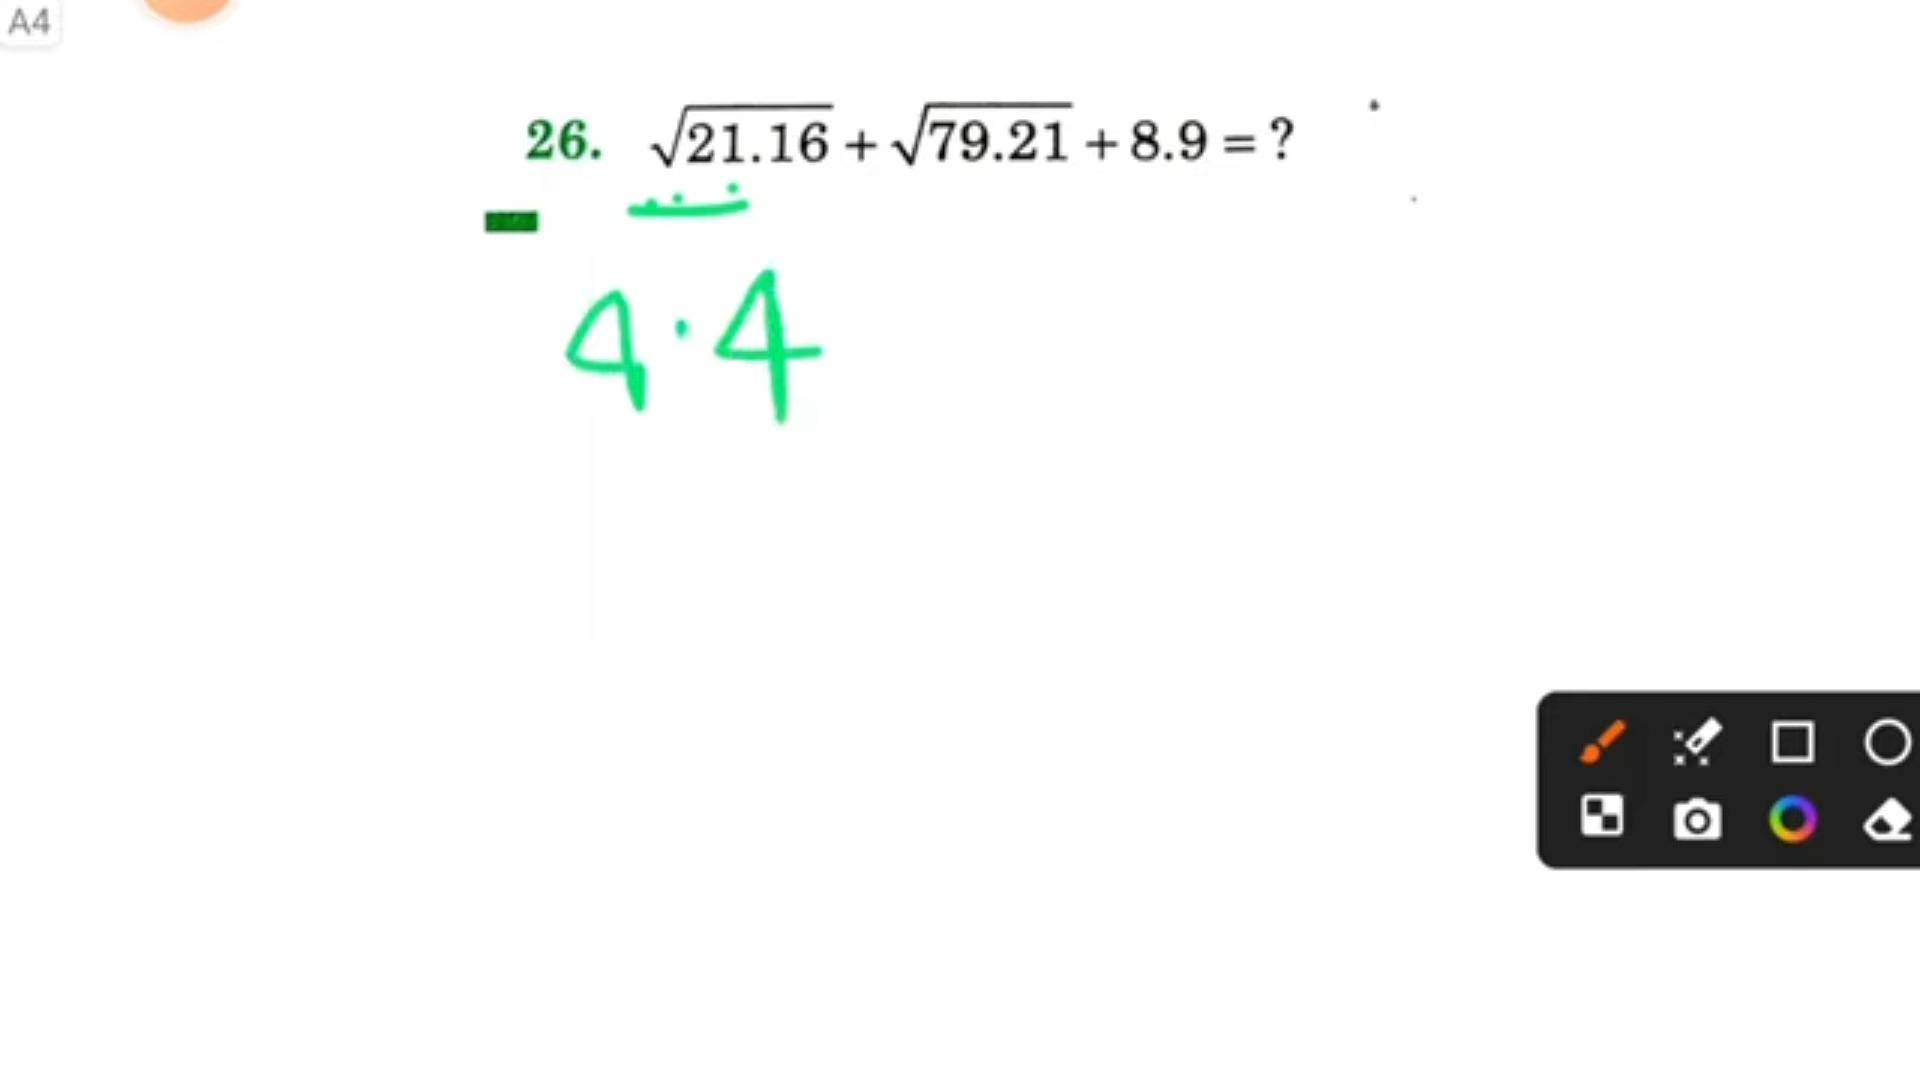 A4
26. √21.16 + √79.21 + 8.9 = ?
4.4